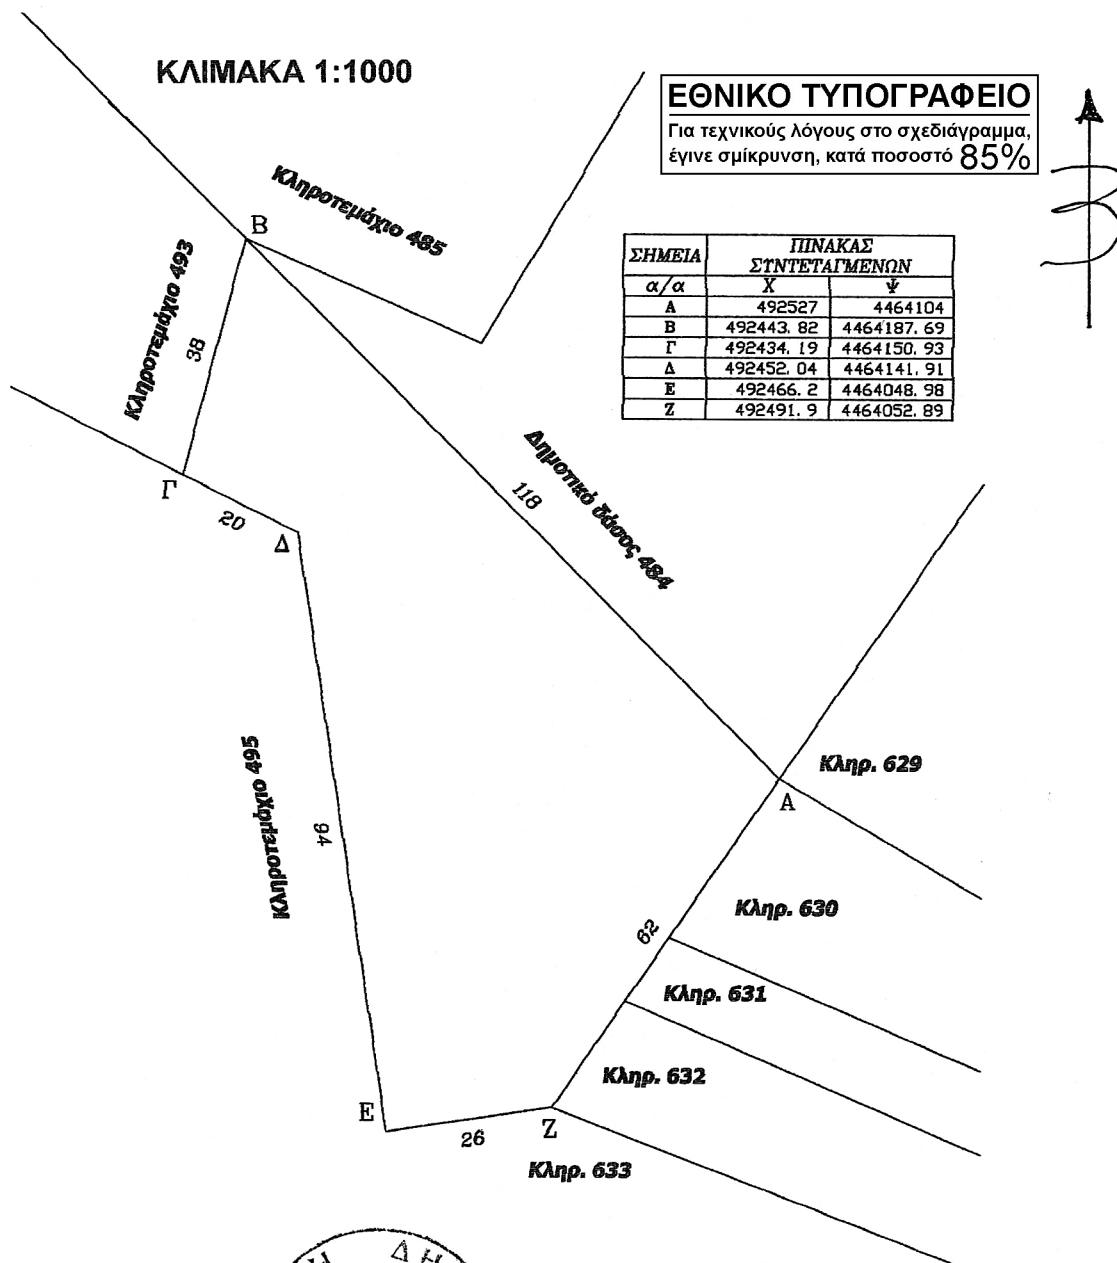 ΚΛΙΜΑΚΑ 1:1000
ΕΘΝΙΚΟ ΤΥΠΟΓΡΑΦΕΙΟ
Για τεχνικούς λόγους στο σχεδιάγραμμα,
έγινε σμίκρυνση, κατά ποσοστό 85%
Β
Κληροτεμάχιο 485
Κληροτεμάχιο 493
38
ΣΗΜΕΙΑ ΠΙΝΑΚΑΣ
ΣΥΝΤΕΤΑΓΜΕΝΩΝ
α/α Χ Ψ
Α 492527 4464104
Β 492443. 82 4464187. 69
Γ 492434. 19 4464150. 93
Δ 492452. 04 4464141. 91
Ε 492466. 2 4464048. 98
Ζ 492491. 9 4464052. 89
Γ
20
Δ
118
Δημοτικό δάσος 484
Κληροτεμάχιο 495
94
Κληρ. 629
Α
Κληρ. 630
62
Κληρ. 631
Κληρ. 632
Ε
26
Ζ
Κληρ. 633
ΔΗ